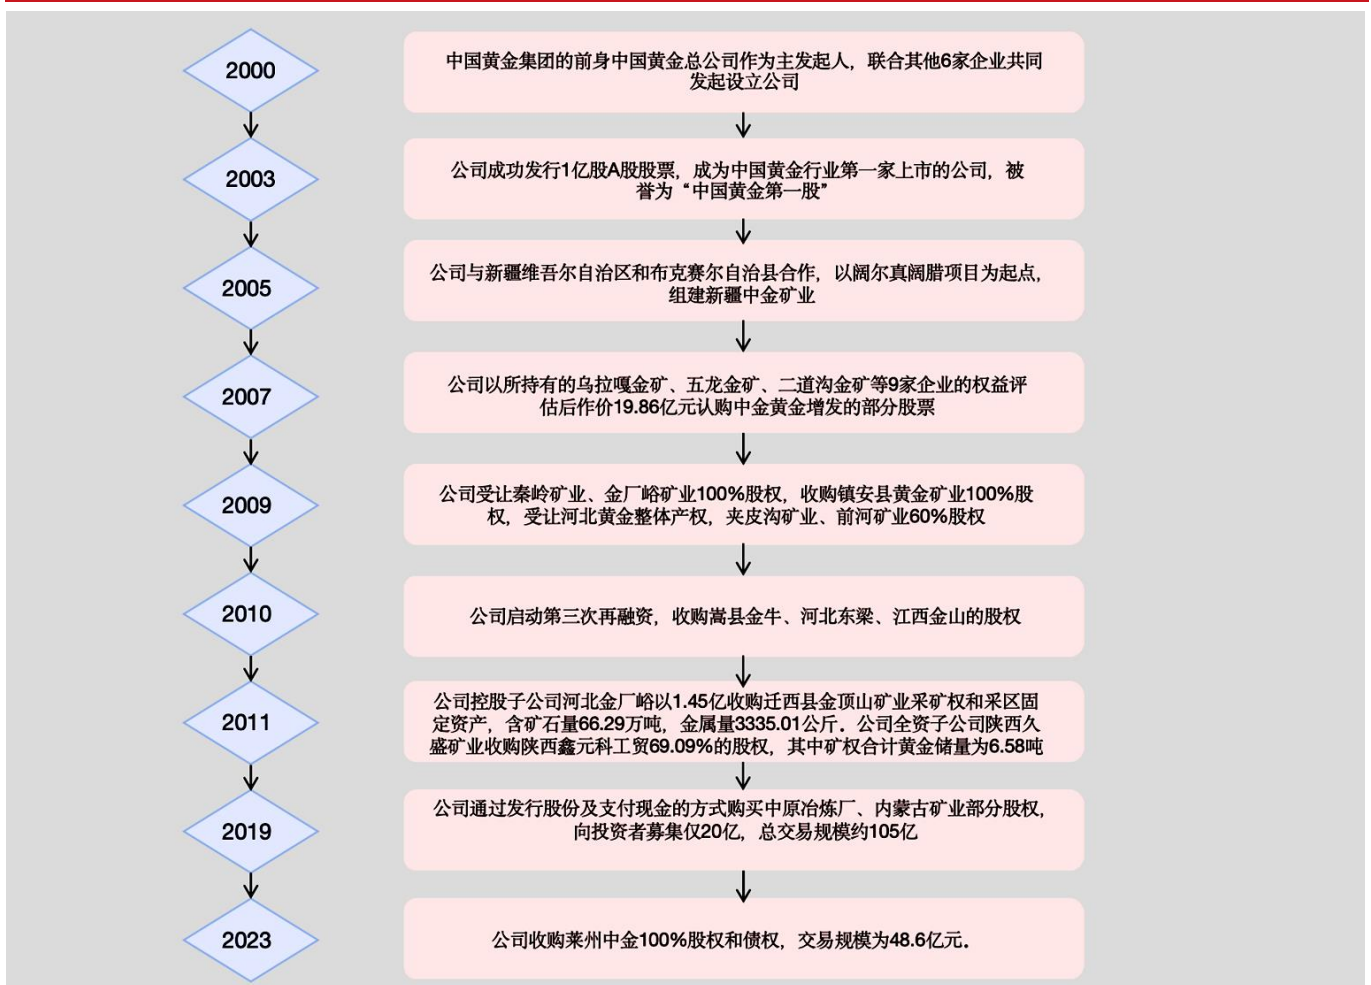 2000
中国黄金集团的前身中国黄金总公司作为主发起人，联合其他6家企业共同
发起设立公司
2003
公司成功发行1亿股A股股票，成为中国黄金行业第一家上市的公司，被
誉为“中国黄金第一股”
2005
公司与新疆维吾尔自治区和布克赛尔自治县合作，以阔尔真阔腊项目为起点，
组建新疆中金矿业
2007
公司以所持有的乌拉嘎金矿、五龙金矿、二道沟金矿等9家企业的权益评
估后作价19.86亿元认购中金黄金增发的部分股票
2009
公司受让秦岭矿业、金厂峪矿业100%股权，收购镇安县黄金矿业100%股
权，受让河北黄金整体产权，夹皮沟矿业、前河矿业60%股权
2010
公司启动第三次再融资，收购嵩县金牛、河北东梁、江西金山的股权
2011
公司控股子公司河北金厂峪以1.45亿收购迁西县金顶山矿业采矿权和采区固
定资产，含矿石量66.29万吨，金属量3335.01公斤。公司全资子公司陕西久
盛矿业收购陕西鑫元科工贸69.09%的股权，其中矿权合计黄金储量为6.58吨
2019
公司通过发行股份及支付现金的方式购买中原冶炼厂、内蒙古矿业部分股权，
向投资者募集仅20亿，总交易规模约105亿
2023
公司收购莱州中金100%股权和债权，交易规模为48.6亿元。